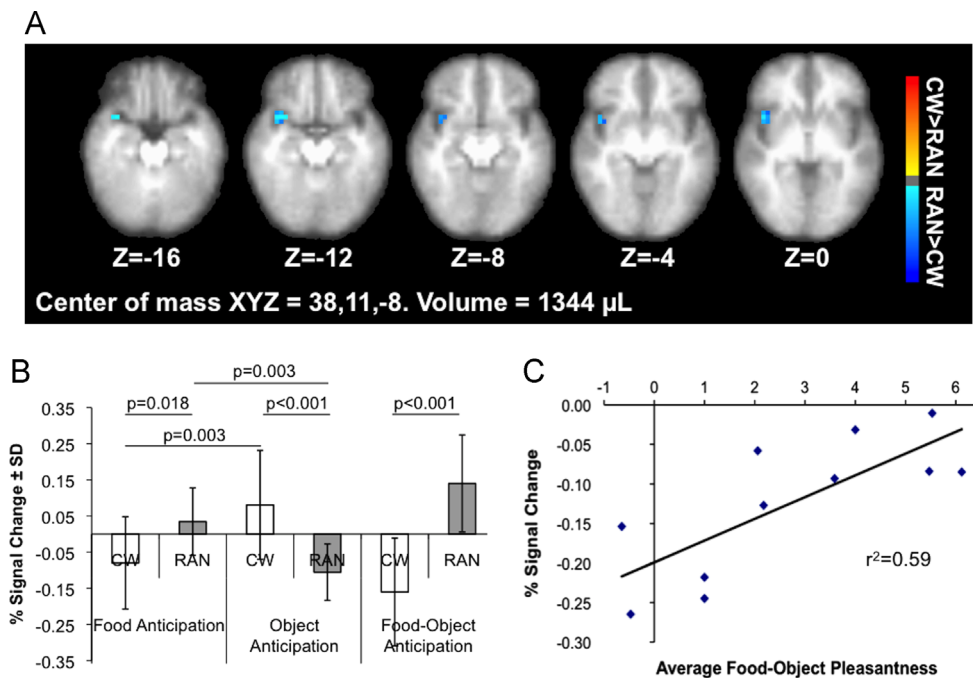 A
Z=-16
Z=-12
Z=-8
Z=-4
Z=0
CW>RAN RAN>CW
Center of mass XYZ = 38,11,-8. Volume = 1344 µL
B
p=0.003
p=0.018
p<0.001
p<0.001
p=0.003
% Signal Change ± SD
0.35
0.25
0.15
0.05
-0.05
-0.15
-0.25
-0.35
CW
RAN
CW
RAN
CW
RAN
Food Anticipation
Object
Anticipation
Food-Object
Anticipation
C
-1 0 1 2 3 4 5 6
% Signal Change
0.00
-0.05
-0.10
-0.15
-0.20
-0.25
-0.30
r²=0.59
Average Food-Object Pleasantness